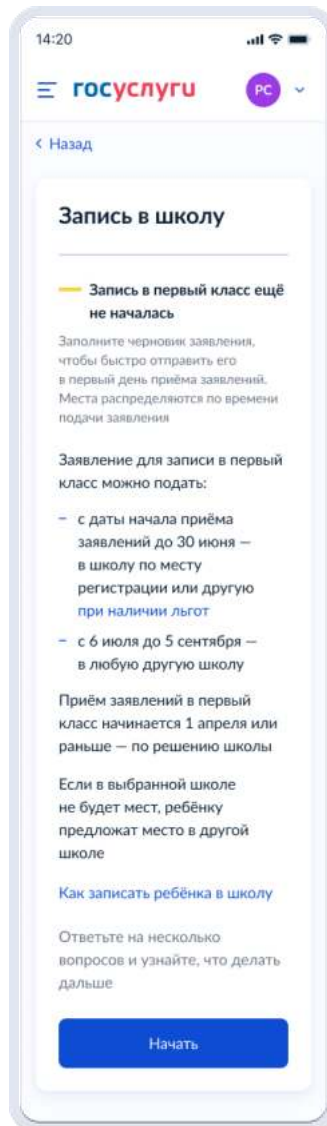 14:20
госуслуги
РС
Назад
Запись в школу
Запись в первый класс ещё
не началась
Заполните черновик заявления,
чтобы быстро отправить его
в первый день приёма заявлений.
Места распределяются по времени
подачи заявления
Заявление для записи в первый
класс можно подать:
– с даты начала приёма
заявлений до 30 июня —
в школу по месту
регистрации или другую
при наличии льгот
– с 6 июля до 5 сентября —
в любую другую школу
Приём заявлений в первый
класс начинается 1 апреля или
раньше — по решению школы
Если в выбранной школе
не будет мест, ребёнку
предложат место в другой
школе
Как записать ребёнка в школу
Ответьте на несколько
вопросов и узнайте, что делать
дальше
Начать